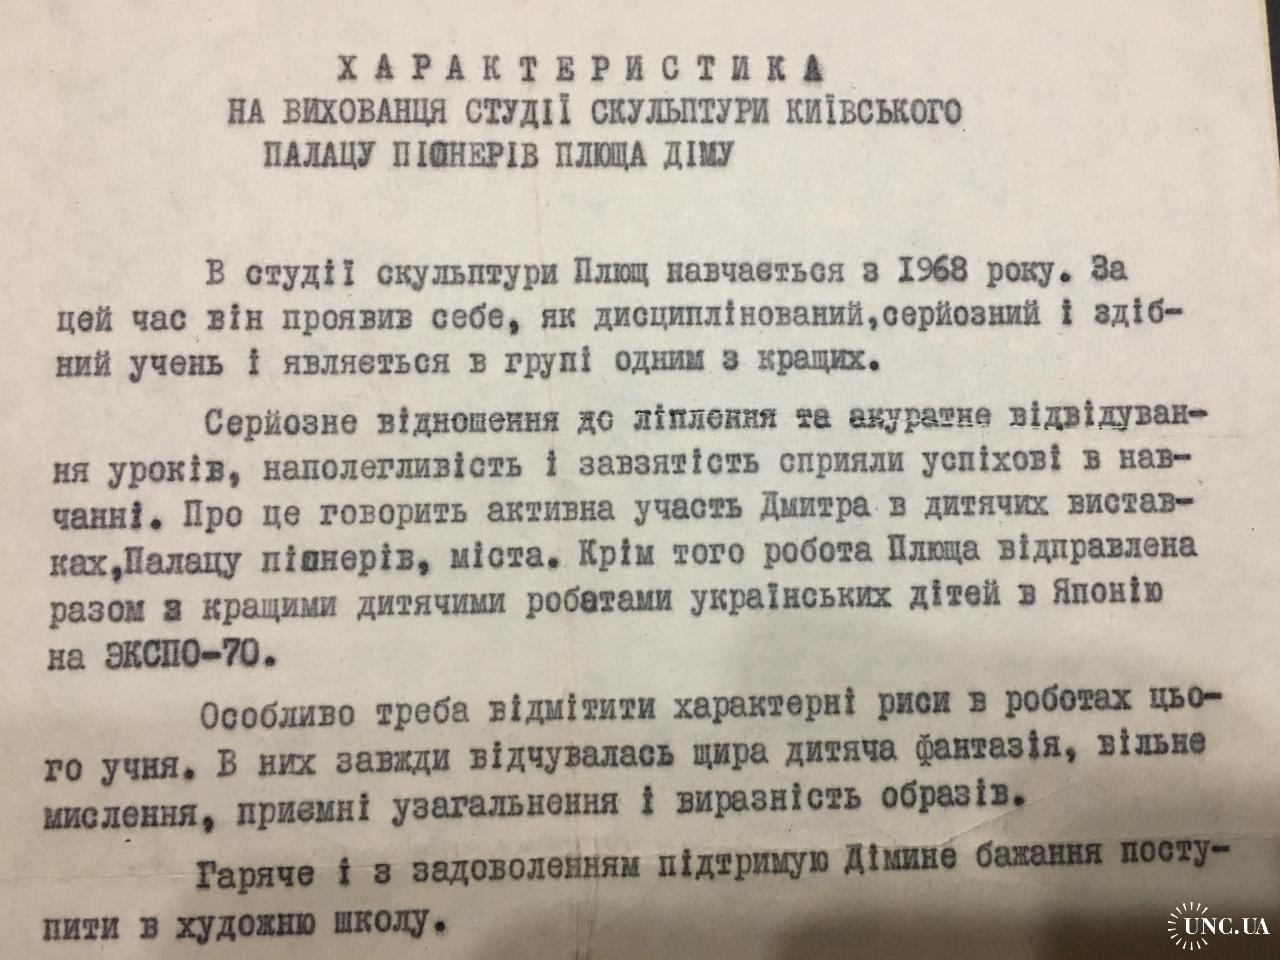 ХАРАКТЕРИСТИКА
НА ВИХОВАНЦЯ СТУДІЇ СКУЛЬПТУРИ КИЇВСЬКОГО
ПАЛАЦУ ПІОНЕРІВ ПЛЮЩА ДІМУ
В студії скульптури Плющ навчається з 1968 року. За
цей час він проявив себе, як дисциплінований,серйозний і здіб-
ний учень і являється в групі одним з кращих.
Серйозне відношення до ліплення та акуратне відвідуван-
ня уроків, наполегливість і завзятість сприяли успіхові в нав-
чанні. Про це говорить активна участь Дмитра в дитячих вистав-
ках,Палацу піонерів, міста. Крім того робота Плюща відправлена
разом з кращими дитячими роботами українських дітей в Японію
на ЭКСПО-70.
Особливо треба відмітити характерні риси в роботах цьо-
го учня. В них завжди відчувалась щира дитяча фантазія, вільне
мислення, приємні узагальнення і виразність образів.
Гаряче і з задоволенням підтримую Дімине бажання посту-
пити в художню школу.
UNC.UA